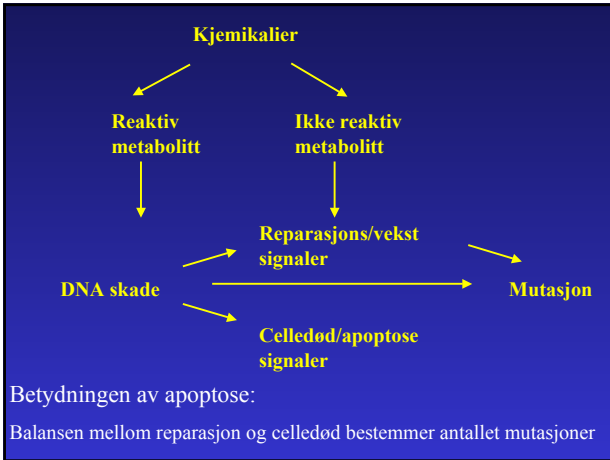 Kjemikalier
Reaktiv
metabolitt
Ikke reaktiv
metabolitt
Reparasjons/vekst
signaler
DNA skade
Mutasjon
Celledød/apoptose
signaler
Betydningen av apoptose:
Balansen mellom reparasjon og celledød bestemmer antallet mutasjoner